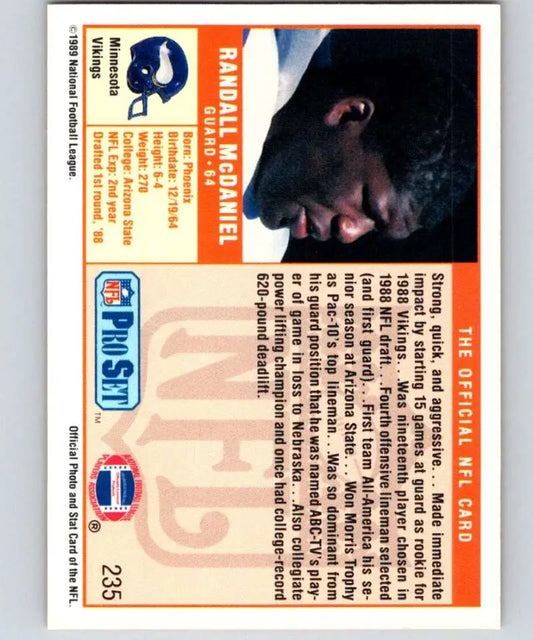 THE OFFICIAL NFL CARD
RANDALL McDANIEL
GUARD • 64
Minnesota
Vikings
Born: Phoenix
Birthdate: 12/19/64
Height: 6-4
Weight: 270
College: Arizona State
NFL Exp: 2nd year
Drafted 1st round, '88
Strong, quick, and aggressive. . . Made immediate
impact by starting 15 games at guard as rookie for
1988 Vikings. . .Was nineteenth player chosen in
1988 NFL draft. . .Fourth offensive lineman selected
(and first guard). . .First team All-America his se-
nior season at Arizona State. . . Won Morris Trophy
as Pac-10's top lineman. . .Was so dominant from
his guard position that he was named ABC-TV's play-
er of game in loss to Nebraska. . .Also collegiate
power lifting champion and once had college-record
620-pound deadlift.
NFL
NFL
PRO SET
TM
®
235
©1989 National Football League.
Official Photo and Stat Card of the NFL.